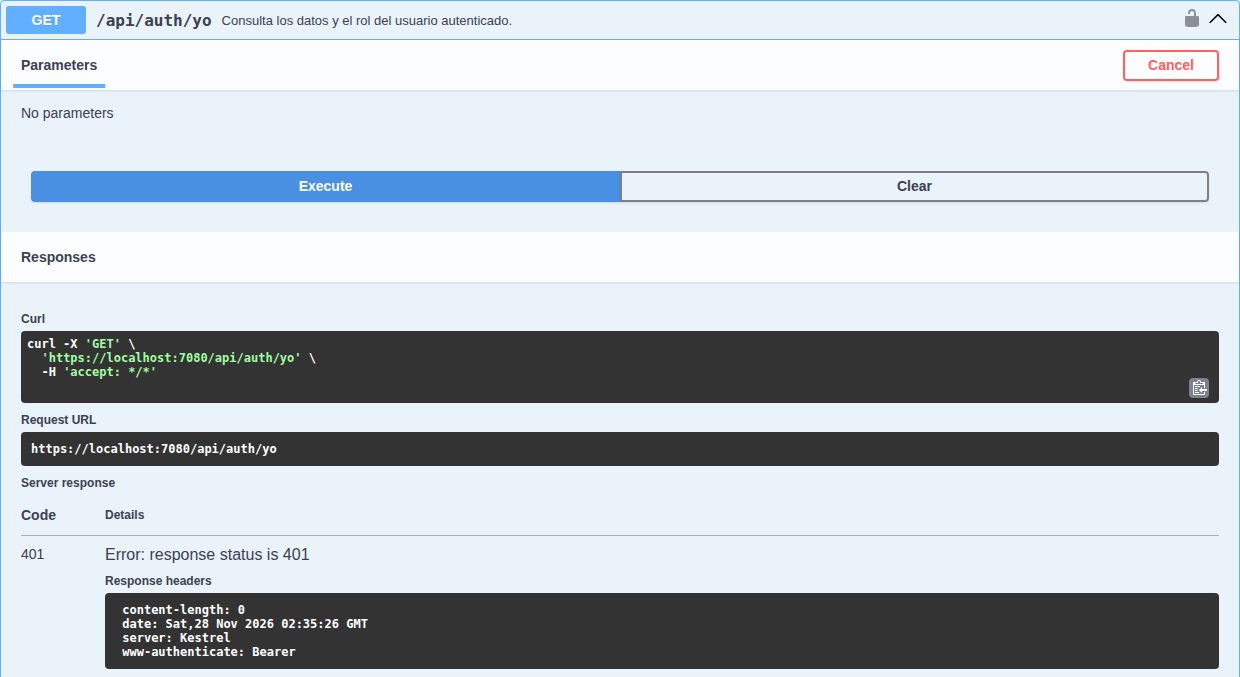 GET /api/auth/yo Consulta los datos y el rol del usuario autenticado.
Parameters
Cancel
No parameters
Execute
Clear
Responses
Curl
curl -X 'GET' \
  'https://localhost:7080/api/auth/yo' \
  -H 'accept: */*'
Request URL
https://localhost:7080/api/auth/yo
Server response
Code Details
401 Error: response status is 401
Response headers
content-length: 0
date: Sat,28 Nov 2026 02:35:26 GMT
server: Kestrel
www-authenticate: Bearer